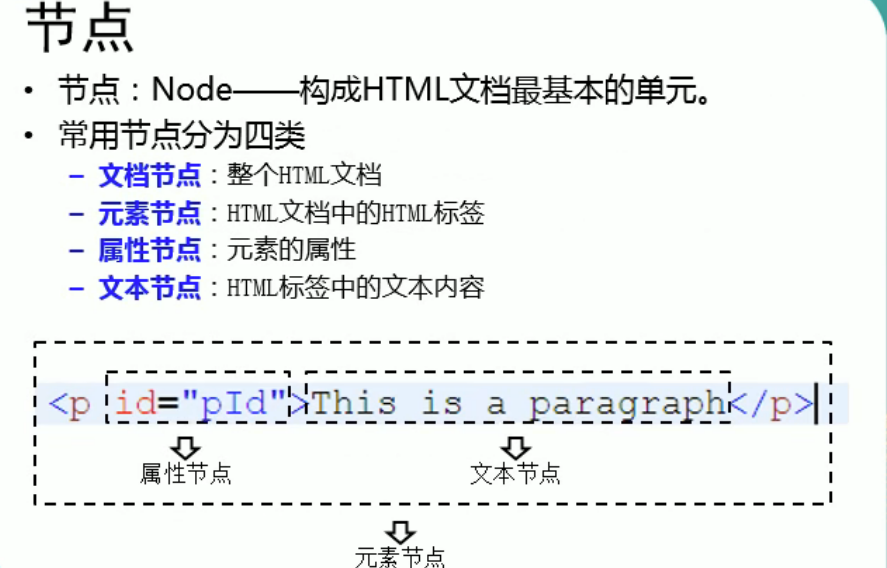 节点
• 节点：Node——构成HTML文档最基本的单元。
• 常用节点分为四类
– 文档节点：整个HTML文档
– 元素节点：HTML文档中的HTML标签
– 属性节点：元素的属性
– 文本节点：HTML标签中的文本内容
<p id="pId">This is a paragraph</p>
属性节点 文本节点
元素节点